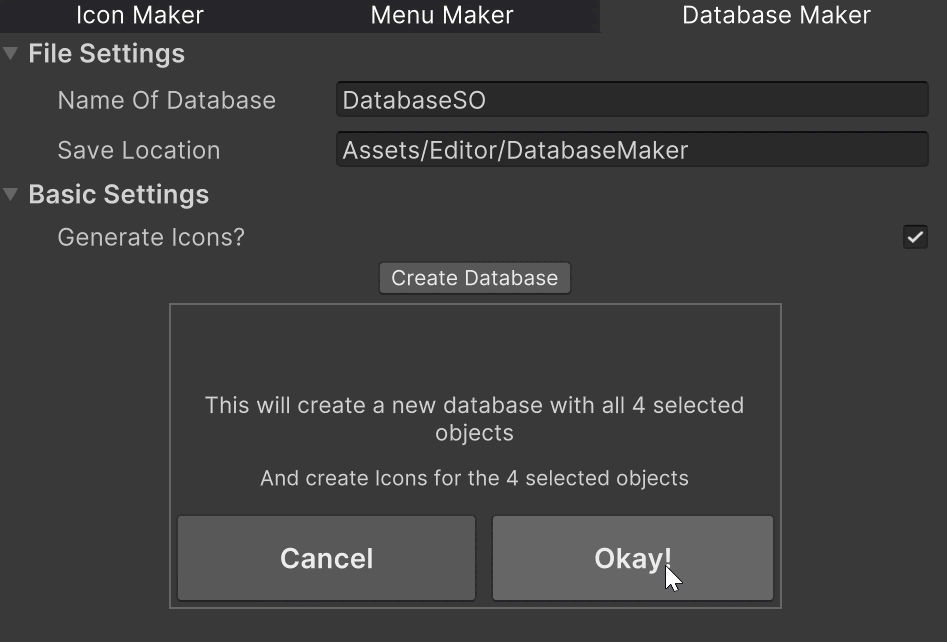 Icon Maker Menu Maker Database Maker
File Settings
Name Of Database DatabaseSO
Save Location Assets/Editor/DatabaseMaker
Basic Settings
Generate Icons?
Create Database
This will create a new database with all 4 selected
objects
And create Icons for the 4 selected objects
Cancel Okay!